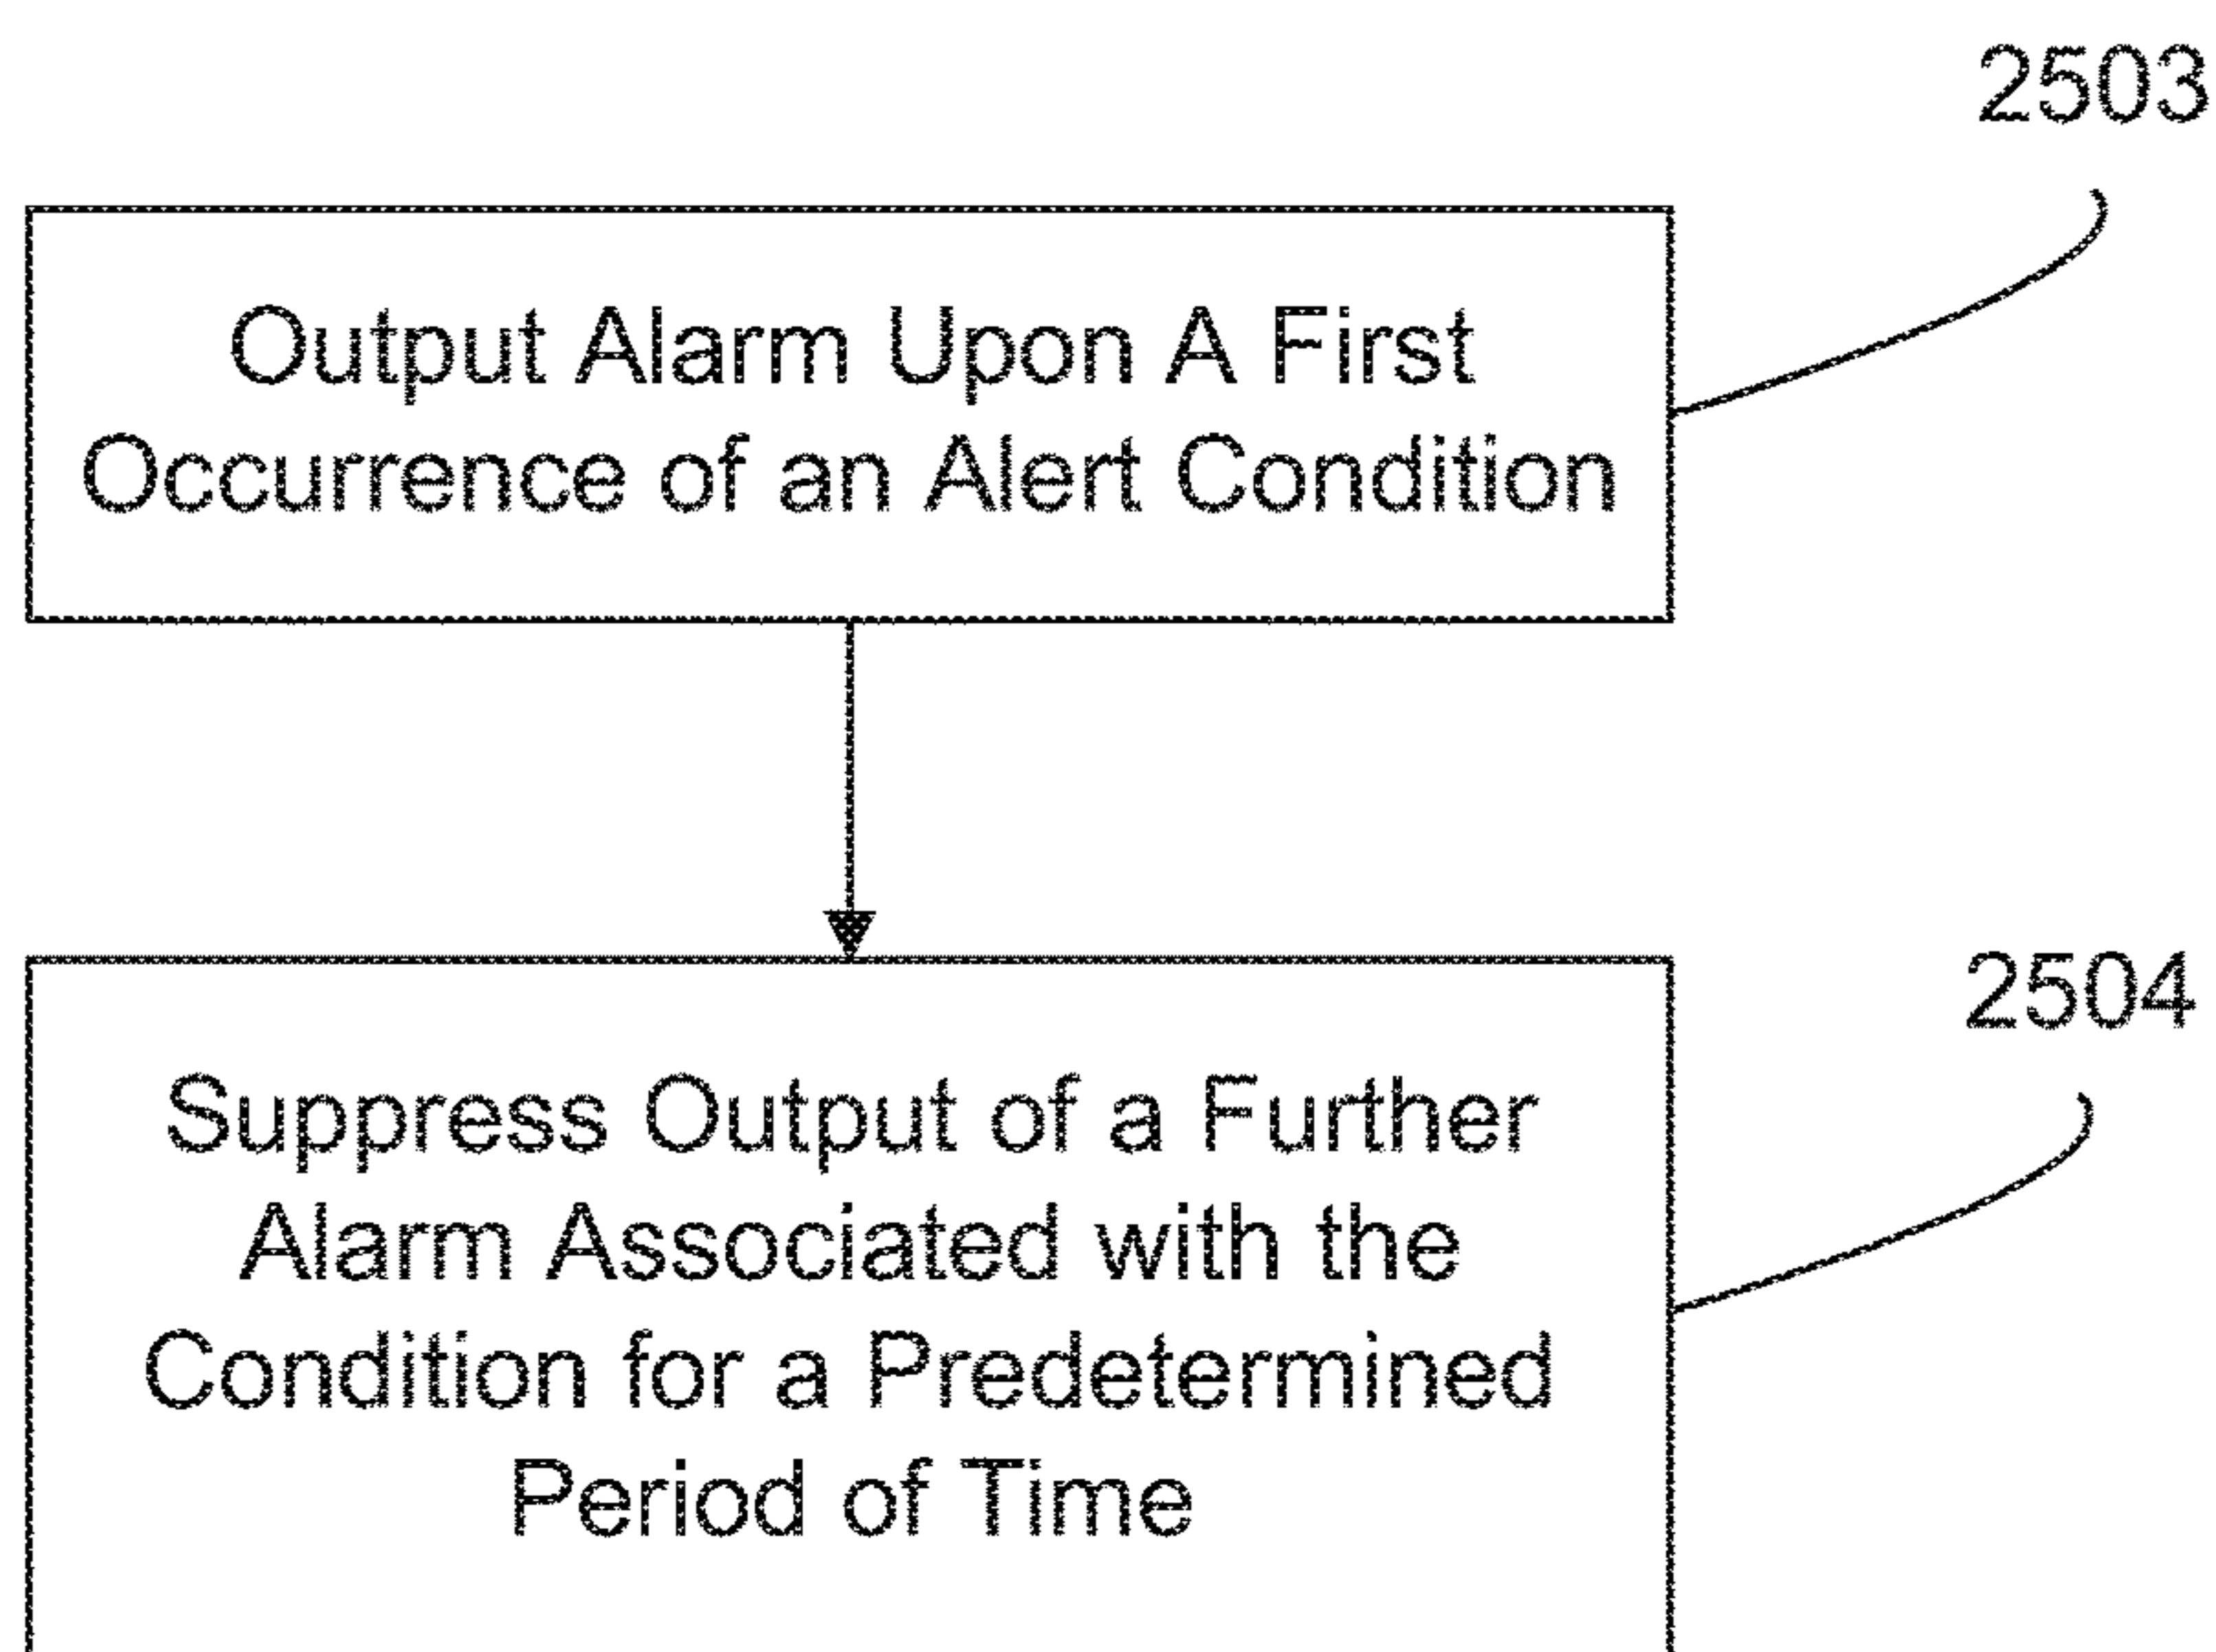 2503
Output Alarm Upon A First
Occurrence of an Alert Condition
2504
Suppress Output of a Further
Alarm Associated with the
Condition for a Predetermined
Period of Time